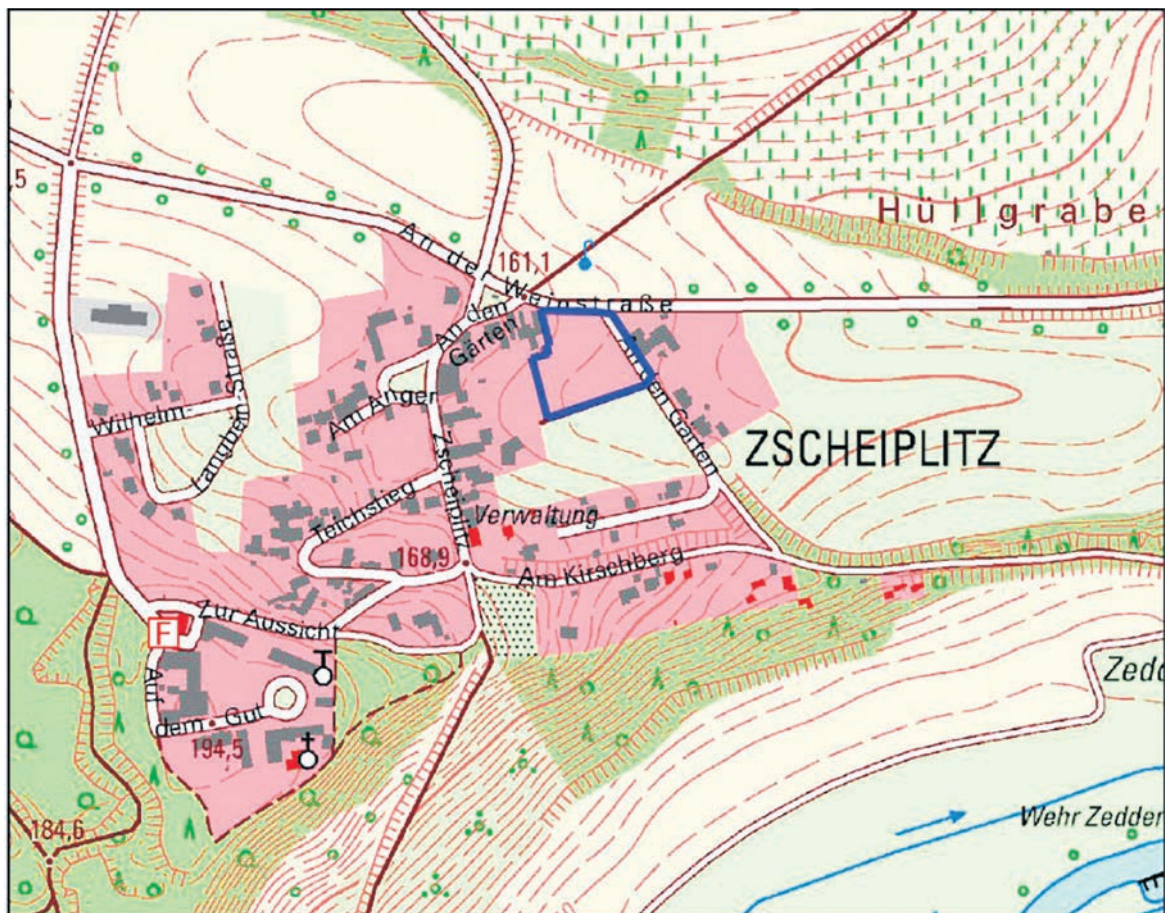 ,5
Hüllgrabe
An der Weinstraße
161,1
An den
Gärten
An den Gärten
Am Anger
Wilhelm-
Langbein-Straße
Zscheiplitz
ZSCHEIPLITZ
Teichstieg
Verwaltung
168,9
Am Kirschberg
Zur Aussicht
F
Auf dem Gut
194,5
184,6
Zedd
Wehr Zedden